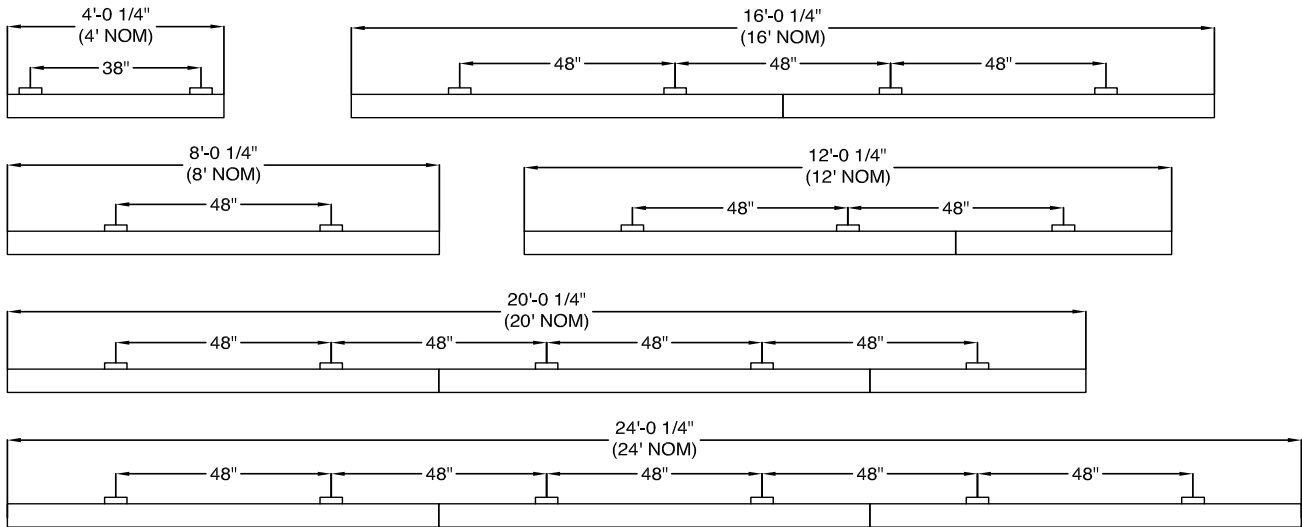 4'-0 1/4"
(4' NOM)
38"
16'-0 1/4"
(16' NOM)
48" 48" 48"
8'-0 1/4"
(8' NOM)
48"
12'-0 1/4"
(12' NOM)
48" 48"
20'-0 1/4"
(20' NOM)
48" 48" 48" 48"
24'-0 1/4"
(24' NOM)
48" 48" 48" 48" 48"